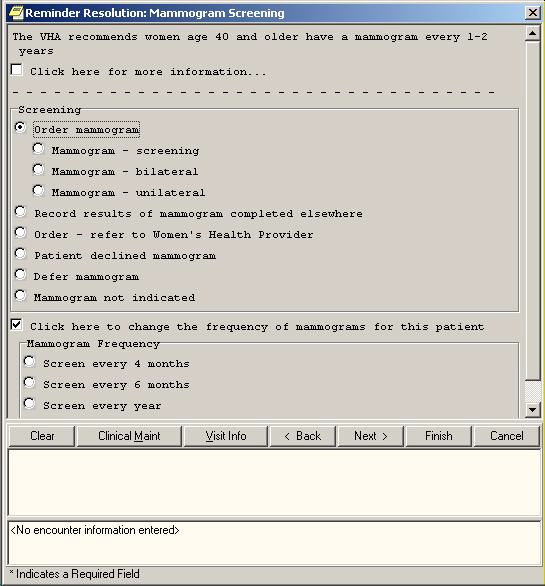 Reminder Resolution: Mammogram Screening
The VHA recommends women age 40 and older have a mammogram every 1-2
years
Click here for more information...
- - - - - - - - - - - - - - - - - - - - - - - - - - - - - - - - - - - -
Screening
Order mammogram
Mammogram - screening
Mammogram - bilateral
Mammogram - unilateral
Record results of mammogram completed elsewhere
Order - refer to Women's Health Provider
Patient declined mammogram
Defer mammogram
Mammogram not indicated
Click here to change the frequency of mammograms for this patient
Mammogram Frequency
Screen every 4 months
Screen every 6 months
Screen every year
Clear Clinical Maint Visit Info < Back Next > Finish Cancel
<No encounter information entered>
* Indicates a Required Field